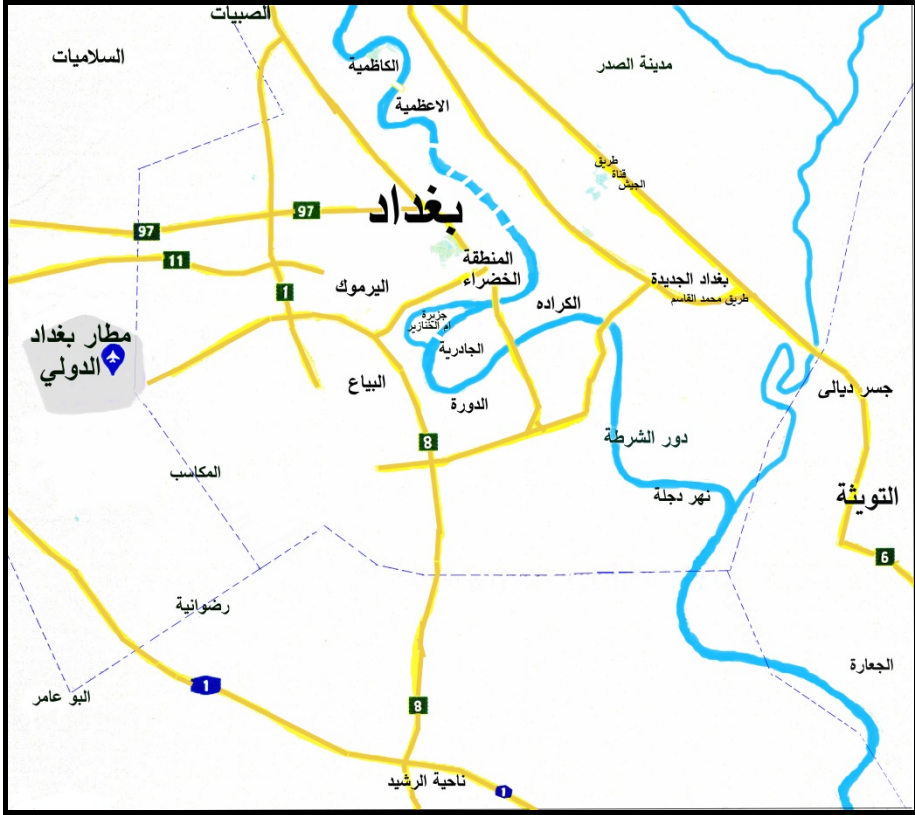 الصبيات
السلاميات
الكاظمية
مدينة الصدر
الاعظمية
طريق
قناة
الجيش
بغداد
97
97
11
المنطقة
الخضراء
بغداد الجديدة
طريق محمد القاسم
1
اليرموك
الكراده
جزيرة
ام الخنازير
مطار بغداد
الدولي
الجادرية
البياع
جسر ديالى
الدورة
8
دور الشرطة
المكاسب
نهر دجلة
التويثة
6
رضوانية
الجعارة
1
البو عامر
8
ناحية الرشيد
1